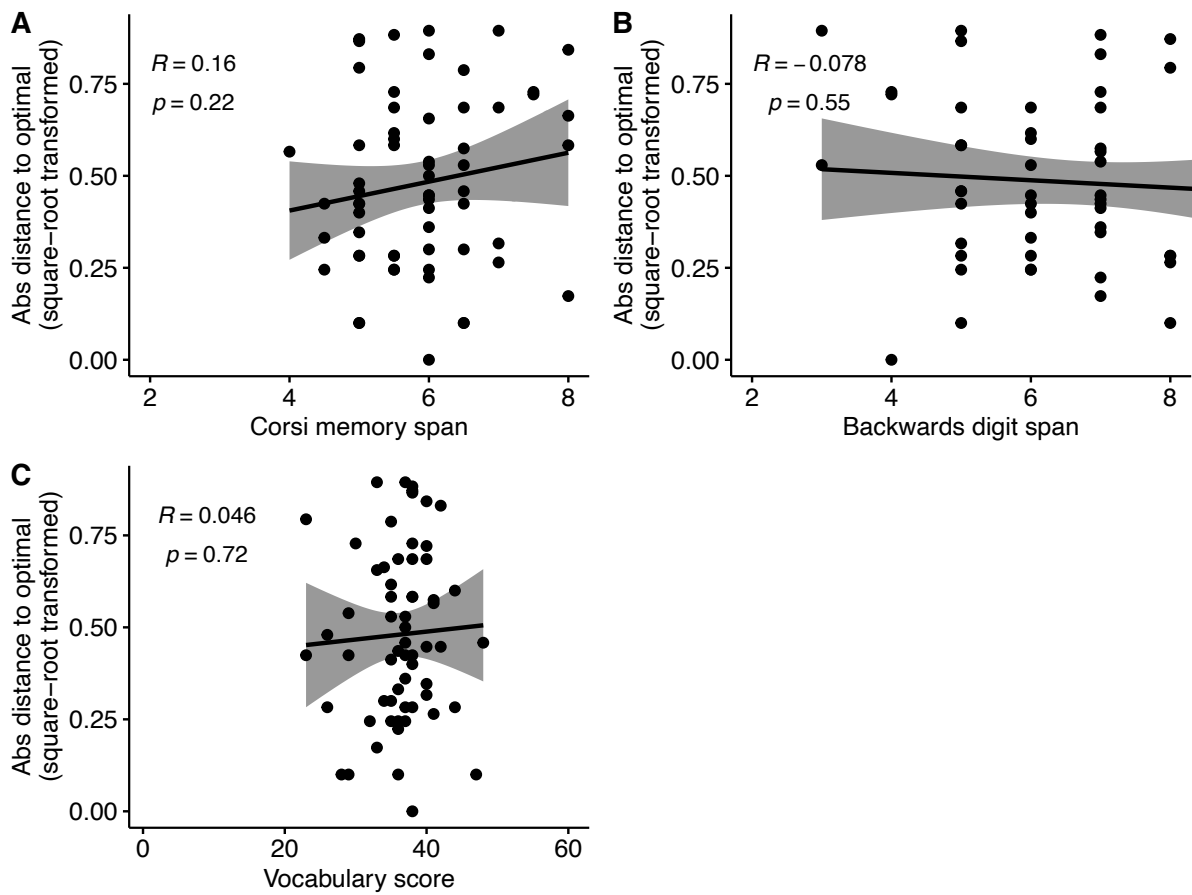 A
Abs distance to optimal
(square−root transformed)
R = 0.16
p = 0.22
0.75
0.50
0.25
0.00
2 4 6 8
Corsi memory span
B
Abs distance to optimal
(square−root transformed)
R = −0.078
p = 0.55
0.75
0.50
0.25
0.00
2 4 6 8
Backwards digit span
C
Abs distance to optimal
(square−root transformed)
R = 0.046
p = 0.72
0.75
0.50
0.25
0.00
0 20 40 60
Vocabulary score